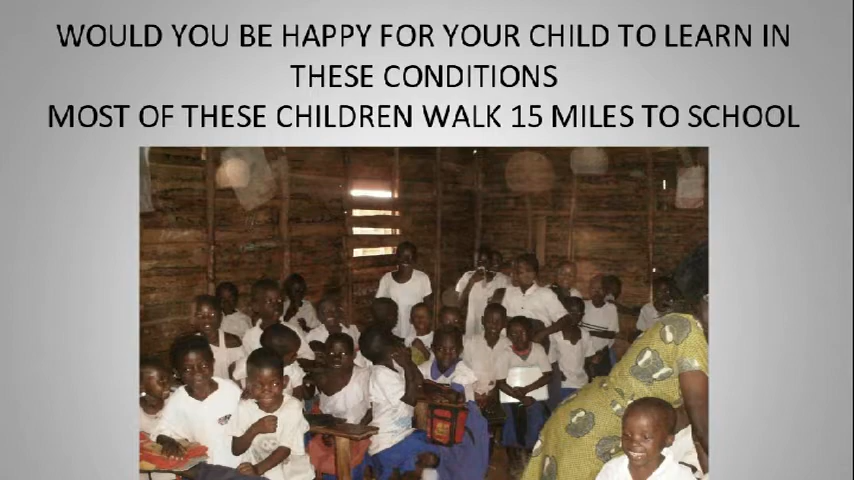 WOULD YOU BE HAPPY FOR YOUR CHILD TO LEARN IN
THESE CONDITIONS
MOST OF THESE CHILDREN WALK 15 MILES TO SCHOOL